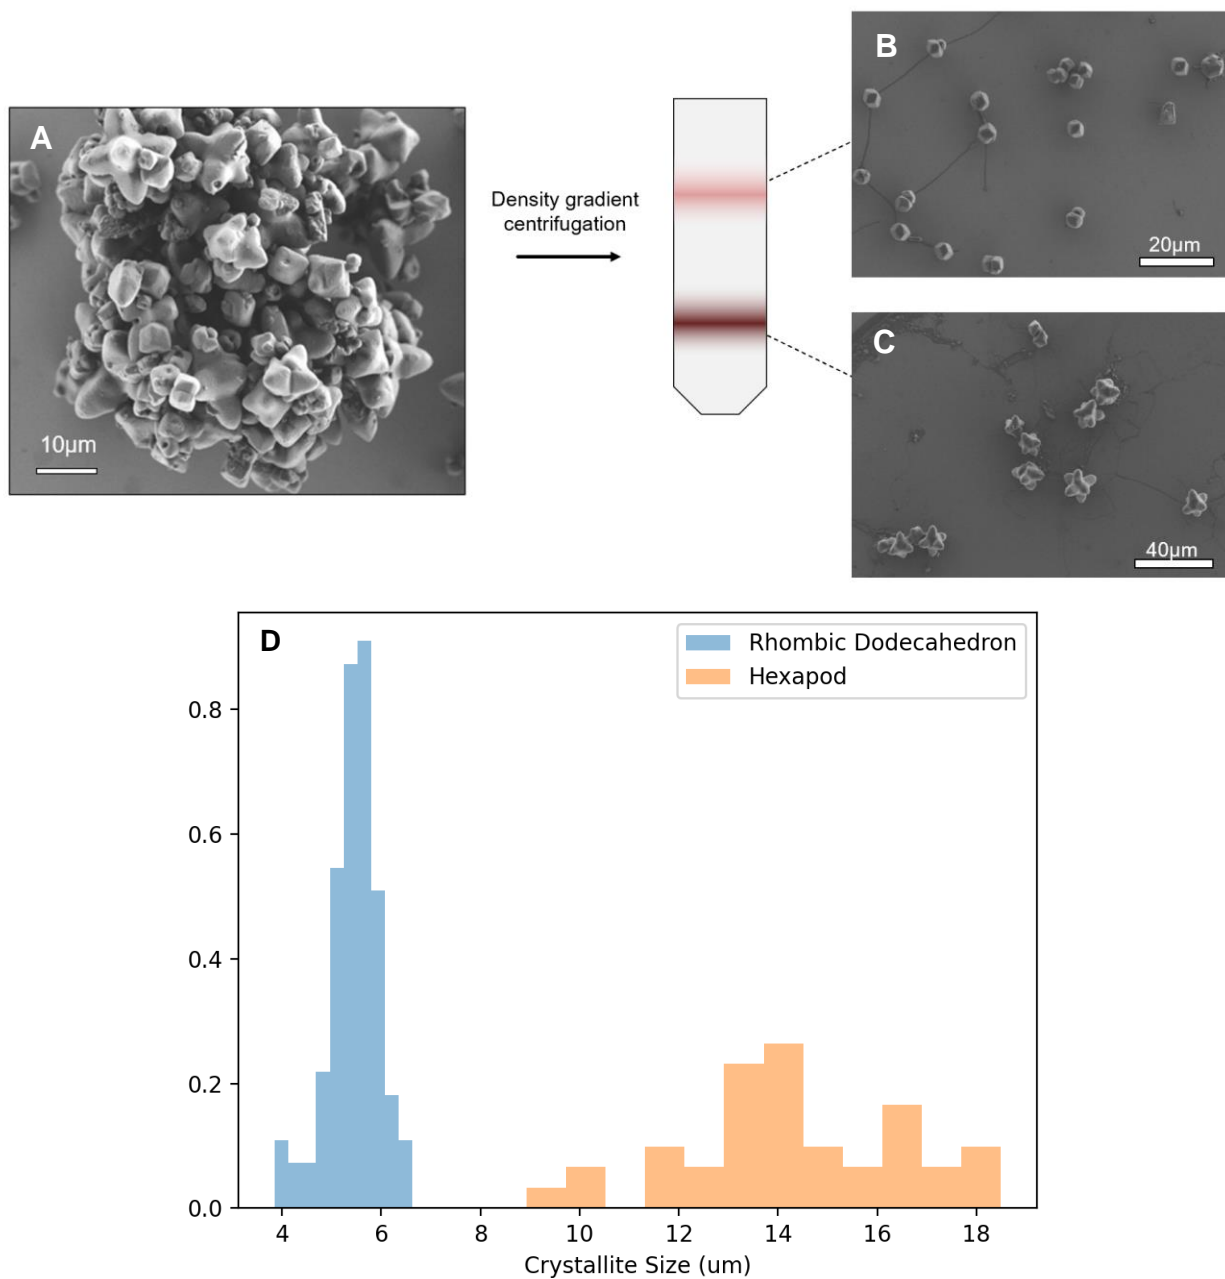 A
10µm
Density gradient
centrifugation
B
20µm
C
40µm
D
Rhombic Dodecahedron
Hexapod
0.8
0.6
0.4
0.2
0.0
4 6 8 10 12 14 16 18
Crystallite Size (um)